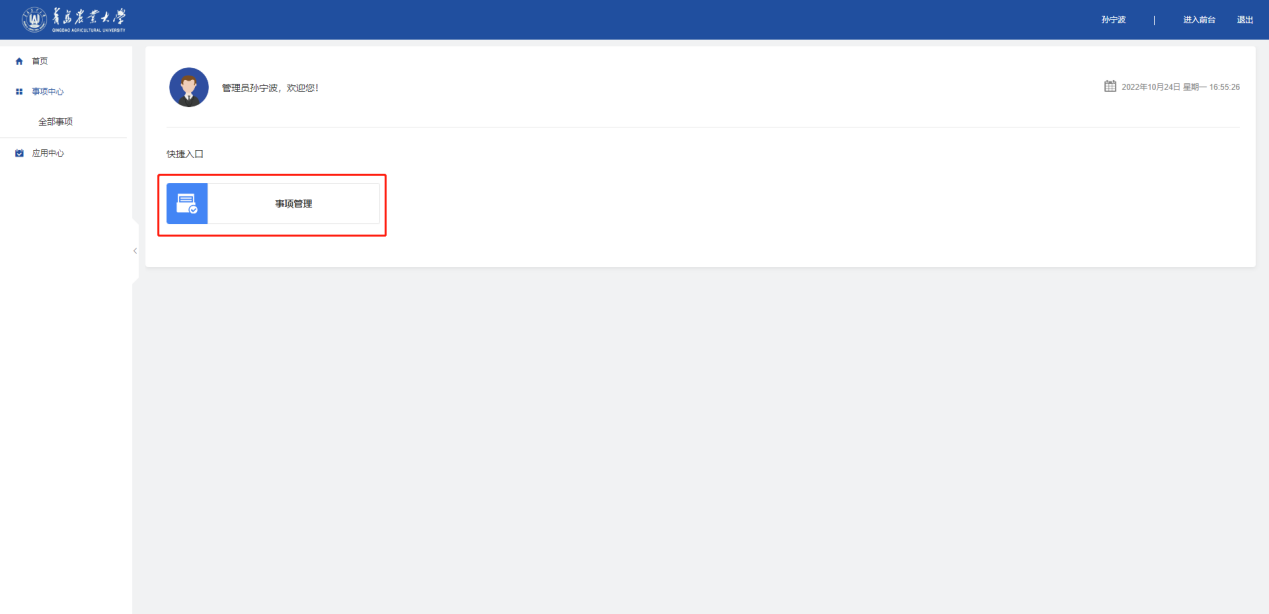 青岛农业大学
QINGDAO AGRICULTURAL UNIVERSITY
孙宁波 | 进入前台 退出
首页
事项中心
全部事项
应用中心
管理员孙宁波，欢迎您！
2022年10月24日 星期一 16:55:26
快捷入口
事项管理